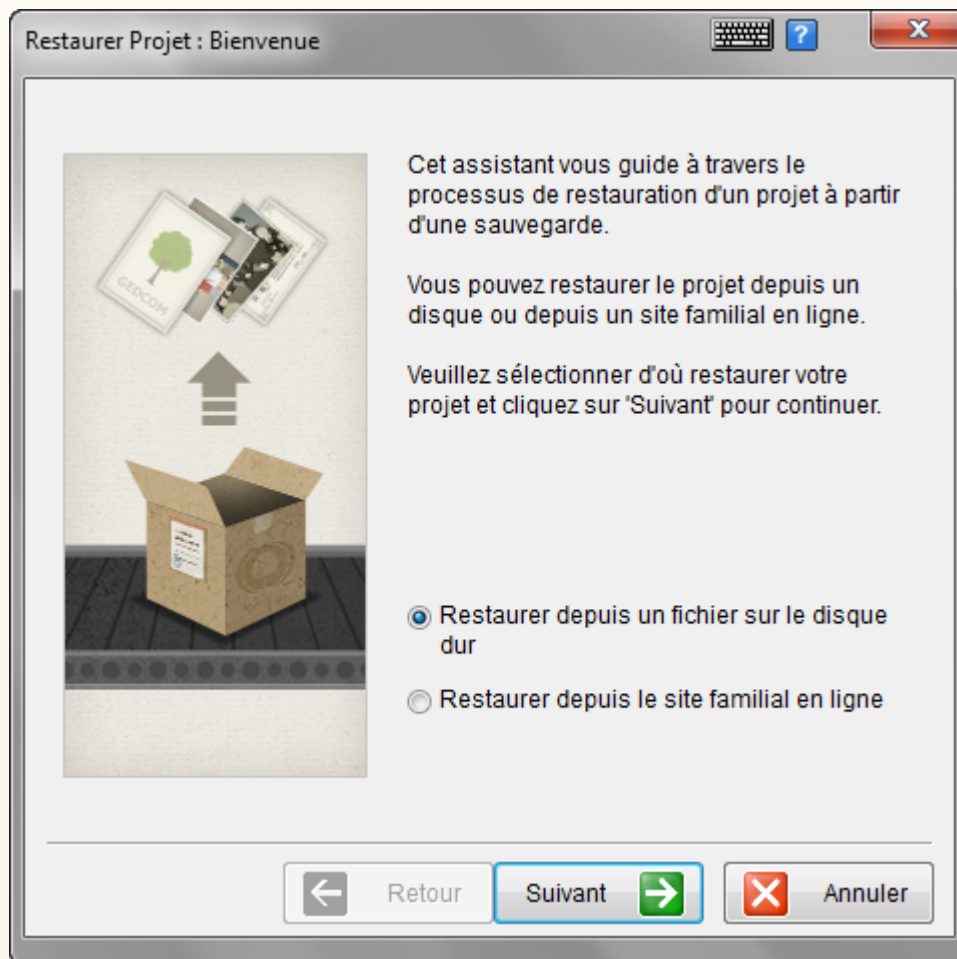 Restaurer Projet : Bienvenue
?
GEDCOM
Cet assistant vous guide à travers le
processus de restauration d'un projet à partir
d'une sauvegarde.
Vous pouvez restaurer le projet depuis un
disque ou depuis un site familial en ligne.
Veuillez sélectionner d'où restaurer votre
projet et cliquez sur 'Suivant' pour continuer.
Restaurer depuis un fichier sur le disque
dur
Restaurer depuis le site familial en ligne
Retour
Suivant
Annuler